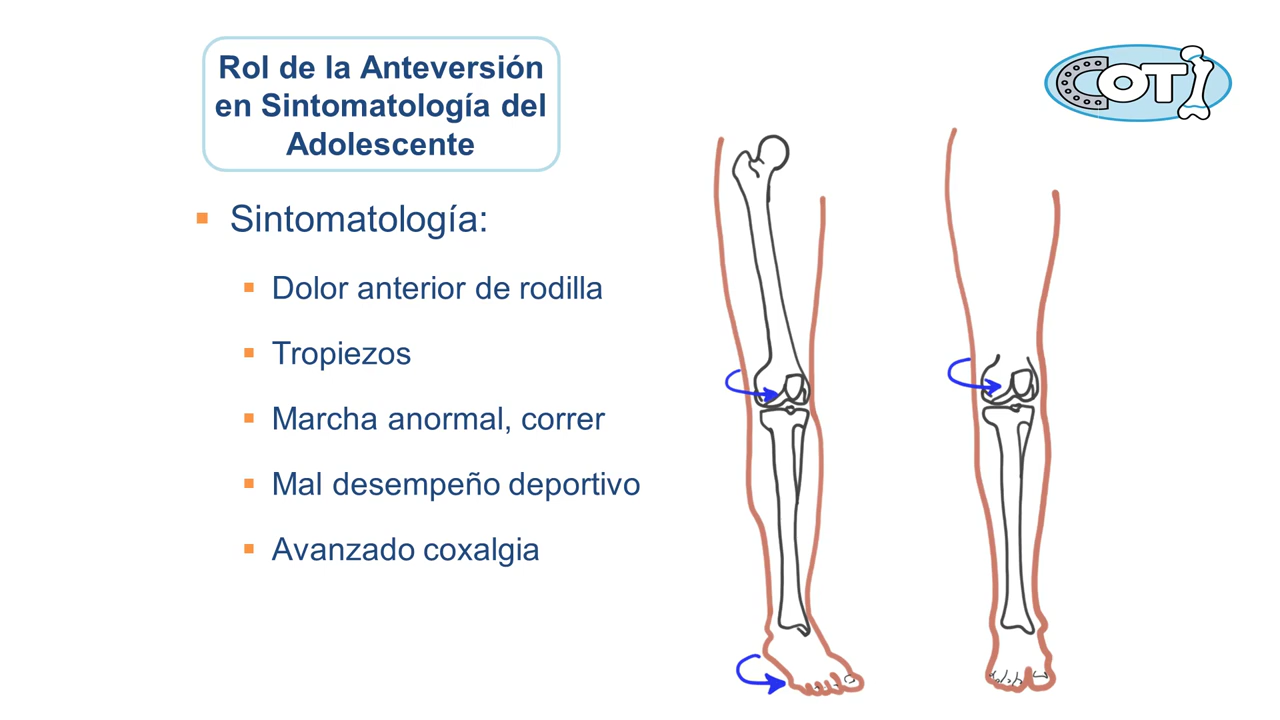 Rol de la Anteversión
en Sintomatología del
Adolescente
COTI
Sintomatología:
Dolor anterior de rodilla
Tropiezos
Marcha anormal, correr
Mal desempeño deportivo
Avanzado coxalgia